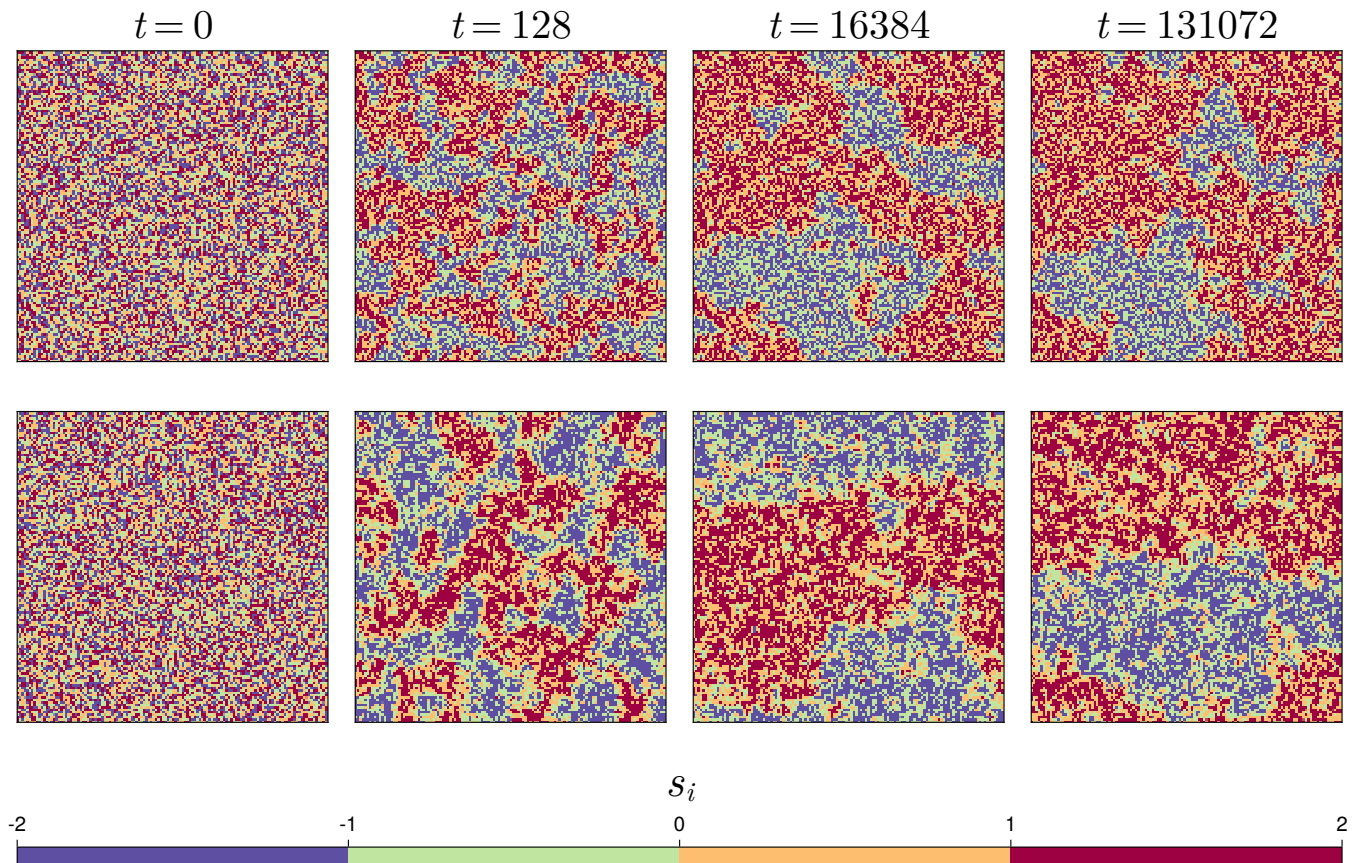 t = 0 t = 128 t = 16384 t = 131072
s_i
-2 -1 0 1 2